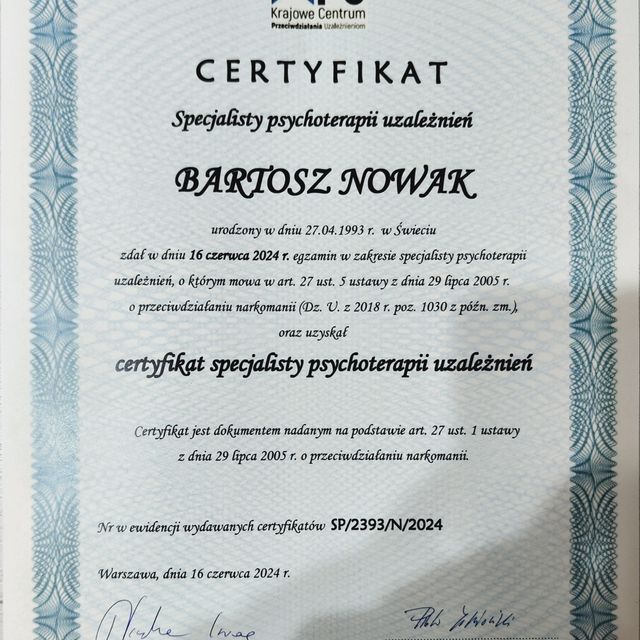 Krajowe Centrum
Przeciwdziałania Uzależnieniom
CERTYFIKAT
Specjalisty psychoterapii uzależnień
BARTOSZ NOWAK
urodzony w dniu 27.04.1993 r. w Świeciu
zdał w dniu 16 czerwca 2024 r. egzamin w zakresie specjalisty psychoterapii
uzależnień, o którym mowa w art. 27 ust. 5 ustawy z dnia 29 lipca 2005 r.
o przeciwdziałaniu narkomanii (Dz. U. z 2018 r. poz. 1030 z późn. zm.),
oraz uzyskał
certyfikat specjalisty psychoterapii uzależnień
Certyfikat jest dokumentem nadanym na podstawie art. 27 ust. 1 ustawy
z dnia 29 lipca 2005 r. o przeciwdziałaniu narkomanii.
Nr w ewidencji wydawanych certyfikatów SP/2393/N/2024
Warszawa, dnia 16 czerwca 2024 r.